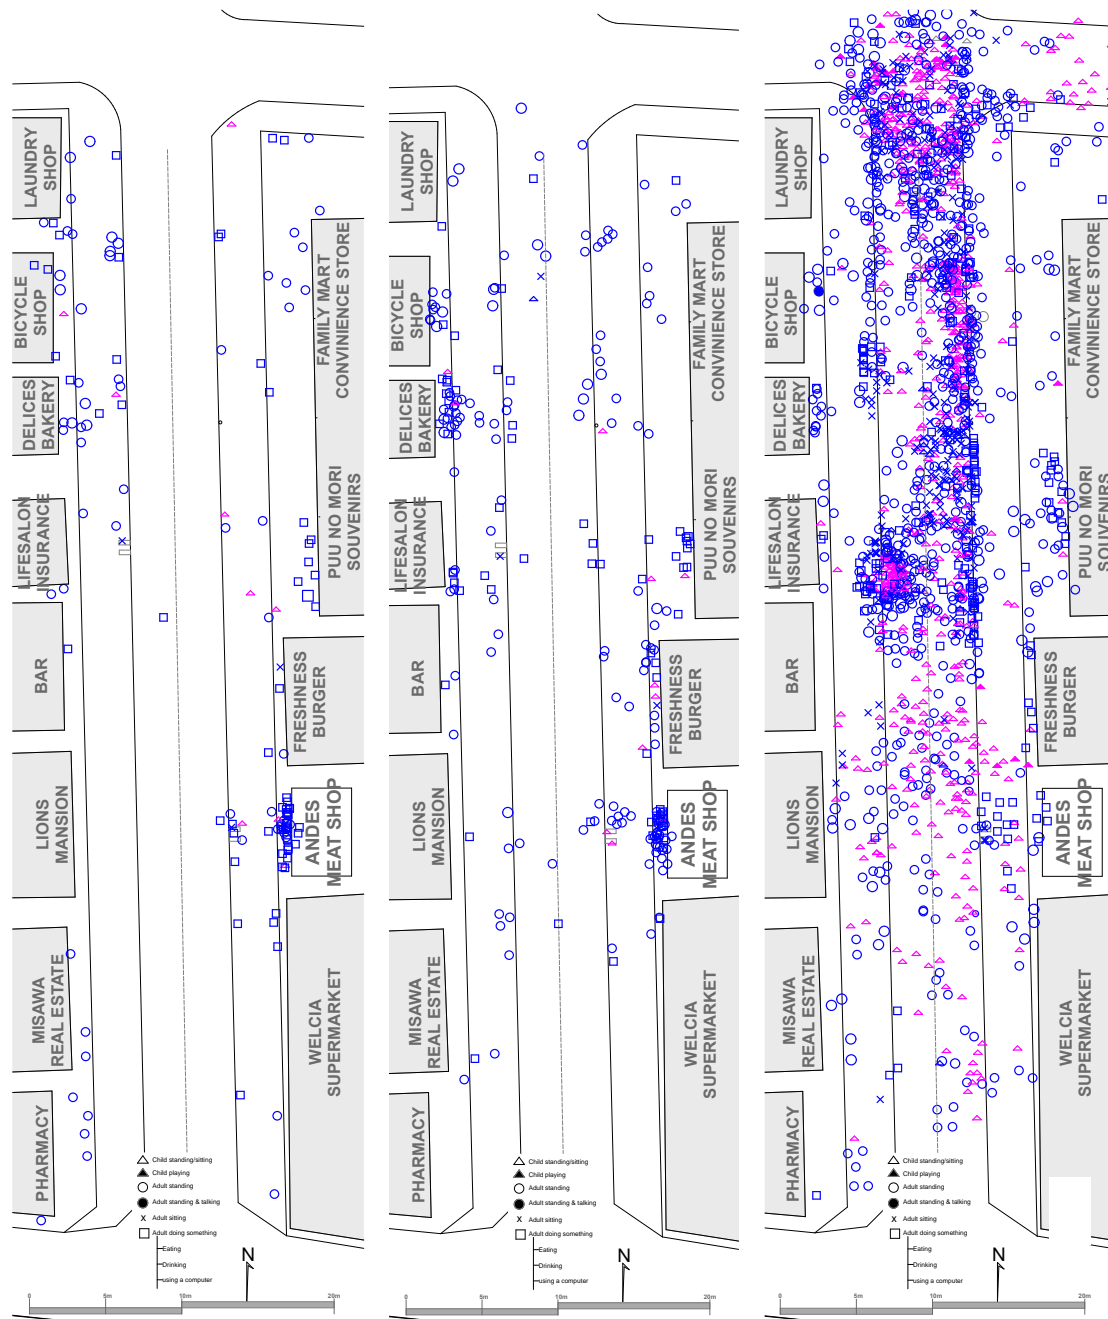 LAUNDRY
SHOP
BICYCLE
SHOP
DELICES
BAKERY
LIFESALON
INSURANCE
BAR
LIONS
MANSION
MISAWA
REAL ESTATE
PHARMACY
FAMILY MART
CONVINIENCE STORE
PUU NO MORI
SOUVENIRS
FRESHNESS
BURGER
ANDES
MEAT SHOP
WELCIA
SUPERMARKET
Child standing/sitting
Child playing
Adult standing
Adult standing & talking
x Adult sitting
Adult doing something
Eating
Drinking
using a computer
N
0 5m 10m 20m
LAUNDRY
SHOP
BICYCLE
SHOP
DELICES
BAKERY
LIFESALON
INSURANCE
BAR
LIONS
MANSION
MISAWA
REAL ESTATE
PHARMACY
FAMILY MART
CONVINIENCE STORE
PUU NO MORI
SOUVENIRS
FRESHNESS
BURGER
ANDES
MEAT SHOP
WELCIA
SUPERMARKET
Child standing/sitting
Child playing
Adult standing
Adult standing & talking
x Adult sitting
Adult doing something
Eating
Drinking
using a computer
N
0 5m 10m 20m
LAUNDRY
SHOP
BICYCLE
SHOP
DELICES
BAKERY
LIFESALON
INSURANCE
BAR
LIONS
MANSION
MISAWA
REAL ESTATE
PHARMACY
FAMILY MART
CONVINIENCE STORE
PUU NO MORI
SOUVENIRS
FRESHNESS
BURGER
ANDES
MEAT SHOP
WELCIA
SUPERMARKET
Child standing/sitting
Child playing
Adult standing
Adult standing & talking
x Adult sitting
Adult doing something
Eating
Drinking
using a computer
N
0 5m 10m 20m